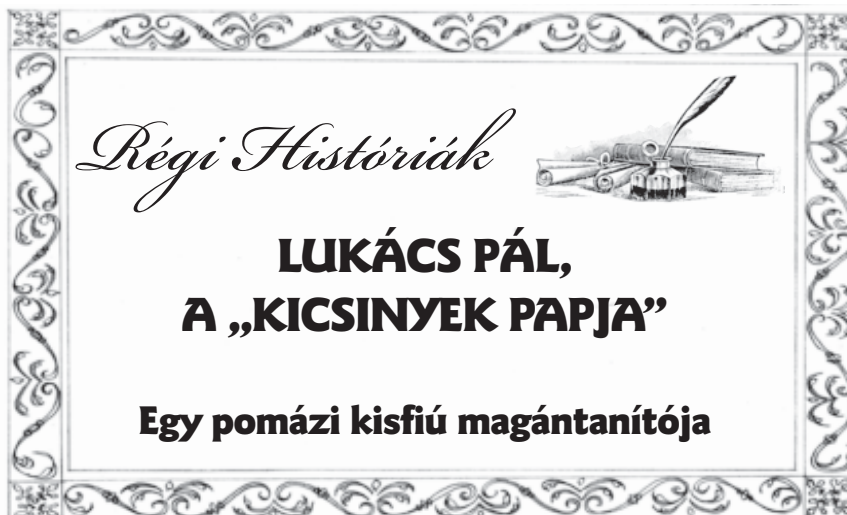 Régi Históriák
LUKÁCS PÁL,
A „KICSINYEK PAPJA”
Egy pomázi kisfiú magántanítója